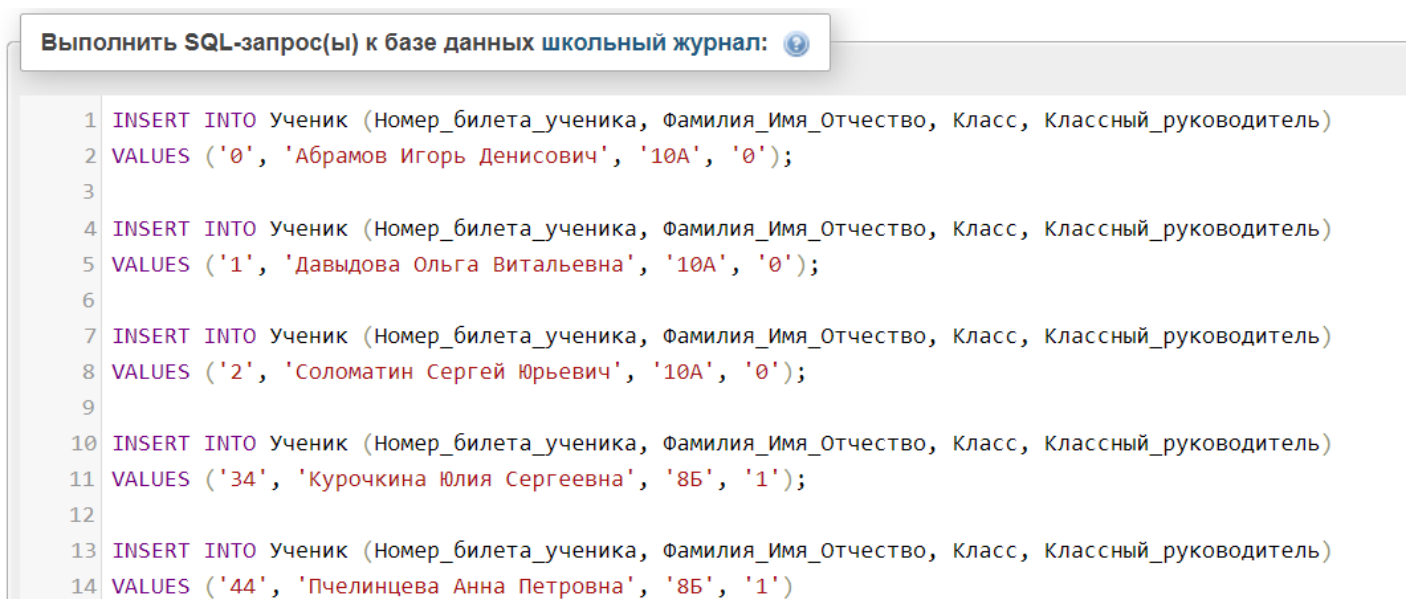 Выполнить SQL-запрос(ы) к базе данных школьный журнал:
1 INSERT INTO Ученик (Номер_билета_ученика, Фамилия_Имя_Отчество, Класс, Классный_руководитель)
2 VALUES ('0', 'Абрамов Игорь Денисович', '10А', '0');
3
4 INSERT INTO Ученик (Номер_билета_ученика, Фамилия_Имя_Отчество, Класс, Классный_руководитель)
5 VALUES ('1', 'Давыдова Ольга Витальевна', '10А', '0');
6
7 INSERT INTO Ученик (Номер_билета_ученика, Фамилия_Имя_Отчество, Класс, Классный_руководитель)
8 VALUES ('2', 'Соломатин Сергей Юрьевич', '10А', '0');
9
10 INSERT INTO Ученик (Номер_билета_ученика, Фамилия_Имя_Отчество, Класс, Классный_руководитель)
11 VALUES ('34', 'Курочкина Юлия Сергеевна', '8Б', '1');
12
13 INSERT INTO Ученик (Номер_билета_ученика, Фамилия_Имя_Отчество, Класс, Классный_руководитель)
14 VALUES ('44', 'Пчелинцева Анна Петровна', '8Б', '1')